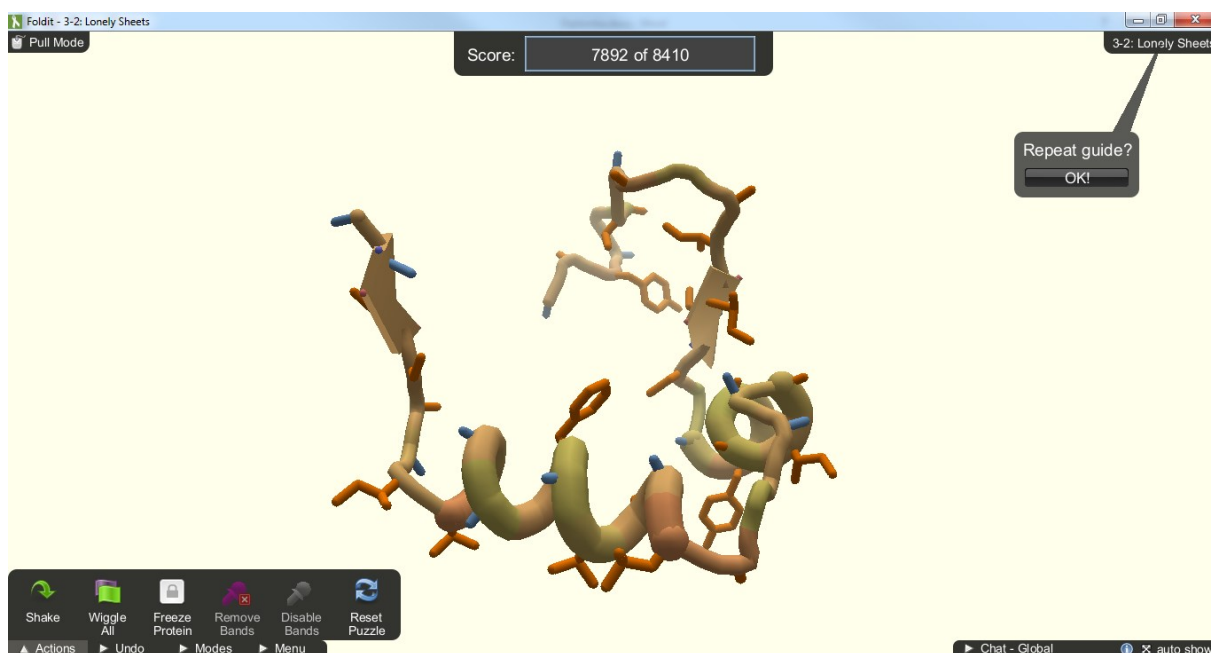 Foldit - 3-2: Lonely Sheets
Pull Mode
Score: 7892 of 8410
3-2: Lonely Sheets
Repeat guide?
OK!
Shake
Wiggle All
Freeze Protein
Remove Bands
Disable Bands
Reset Puzzle
Actions
Undo
Modes
Menu
Chat - Global
auto show